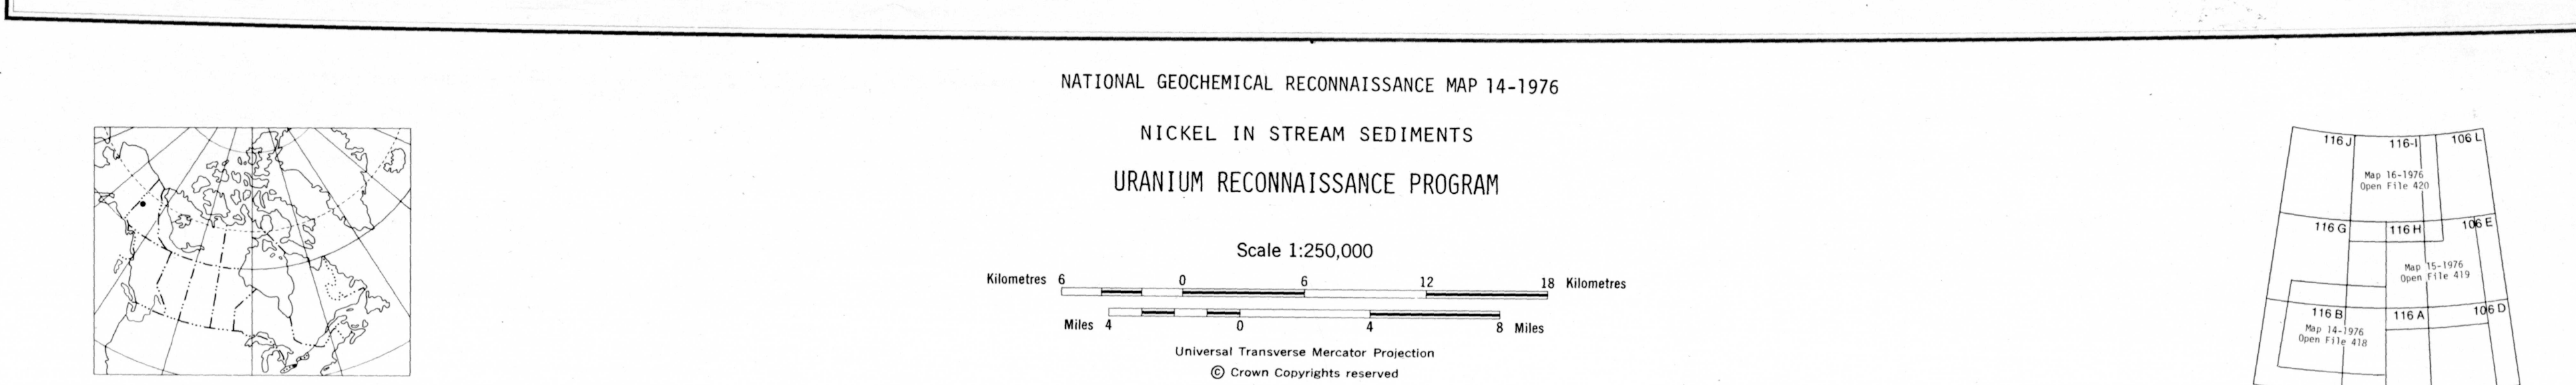 NATIONAL GEOCHEMICAL RECONNAISSANCE MAP 14-1976
NICKEL IN STREAM SEDIMENTS
URANIUM RECONNAISSANCE PROGRAM
Scale 1:250,000
Kilometres 6 0 6 12 18 Kilometres
Miles 4 0 4 8 Miles
Universal Transverse Mercator Projection
© Crown Copyrights reserved
116 J 116-I 106 L
Map 16-1976
Open File 420
116 G 116 H 106 E
Map 15-1976
Open File 419
116 B 116 A 106 D
Map 14-1976
Open File 418